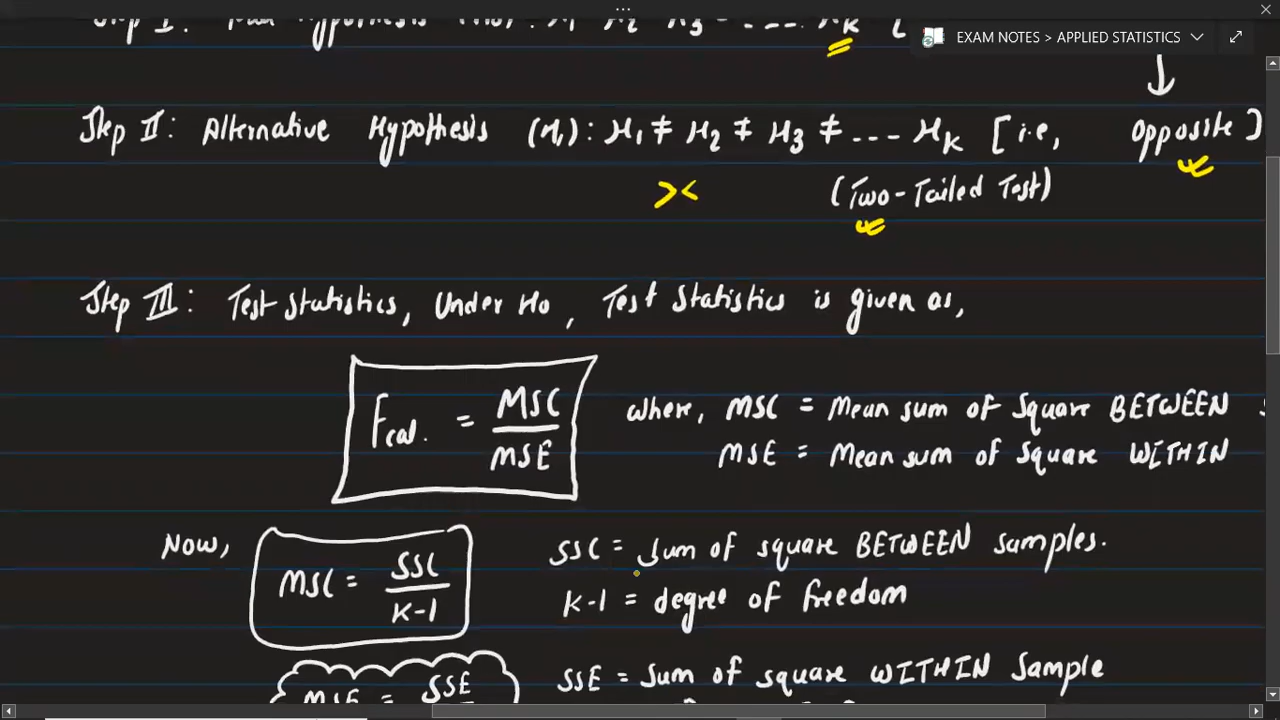 EXAM NOTES > APPLIED STATISTICS
Step II: Alternative Hypothesis (H1): μ1 ≠ μ2 ≠ μ3 ≠ .... μK [i.e, opposite]
(Two-Tailed Test)
Step III: Test Statistics, Under Ho, Test Statistics is given as,
Fcal. = MSC / MSE
where, MSC = Mean sum of Square BETWEEN
MSE = Mean sum of square WITHIN
Now, MSC = SSC / K-1
SSC = Sum of square BETWEEN samples.
K-1 = degree of freedom
MSE = SSE
SSE = Sum of square WITHIN Sample